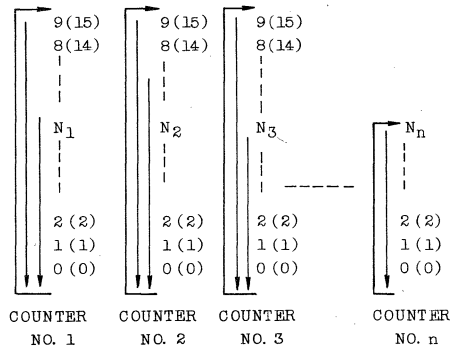 9(15) 9(15) 9(15)
8(14) 8(14) 8(14)
N1 N2 N3 Nn
2(2) 2(2) 2(2) 2(2)
1(1) 1(1) 1(1) 1(1)
0(0) 0(0) 0(0) 0(0)
COUNTER COUNTER COUNTER COUNTER
NO. 1 NO. 2 NO. 3 NO. n